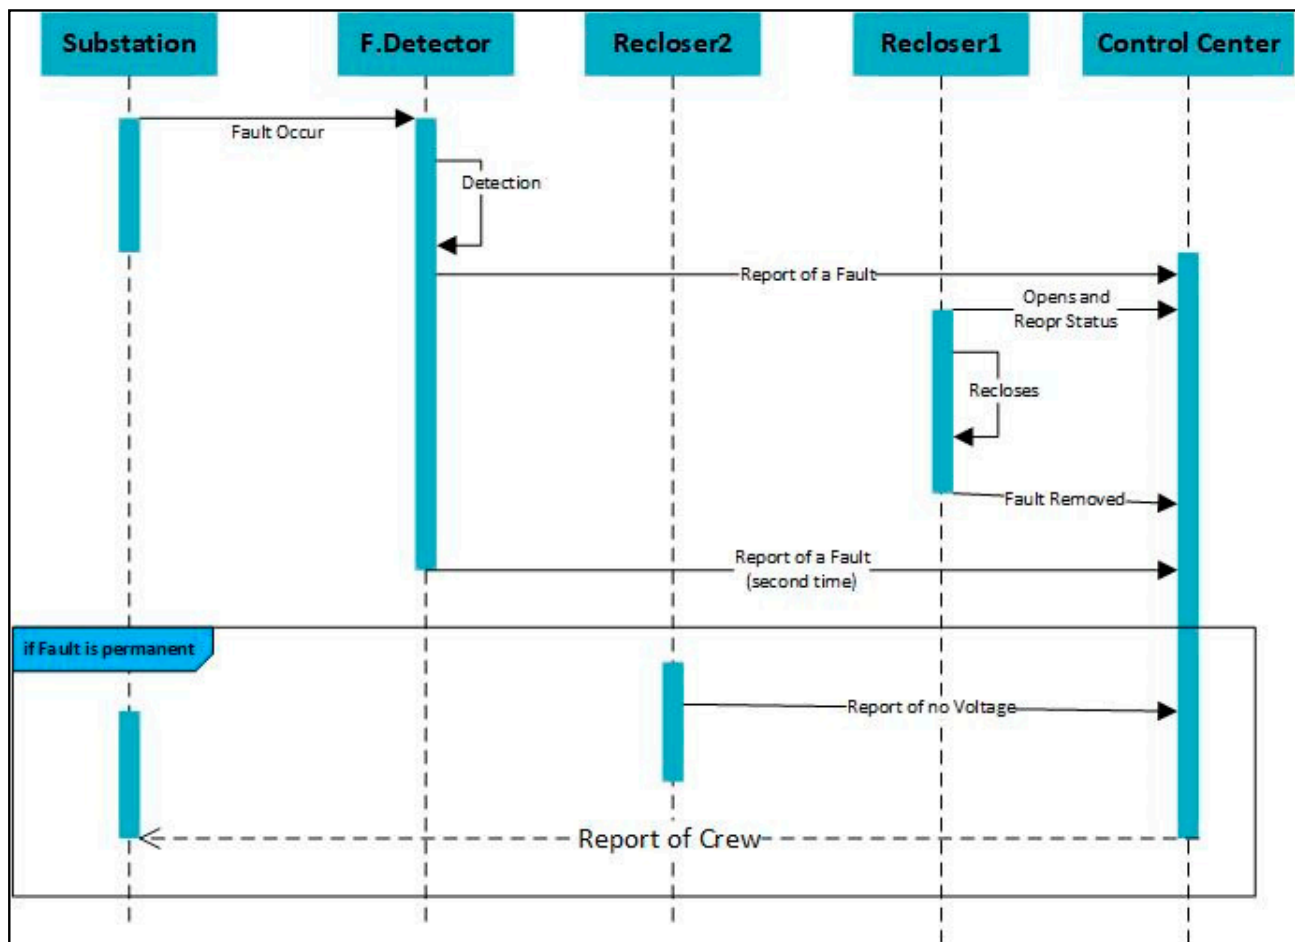 Substation
F.Detector
Recloser2
Recloser1
Control Center
Fault Occur
Detection
Report of a Fault
Opens and
Reopr Status
Recloses
Fault Removed
Report of a Fault
(second time)
if Fault is permanent
Report of no Voltage
Report of Crew